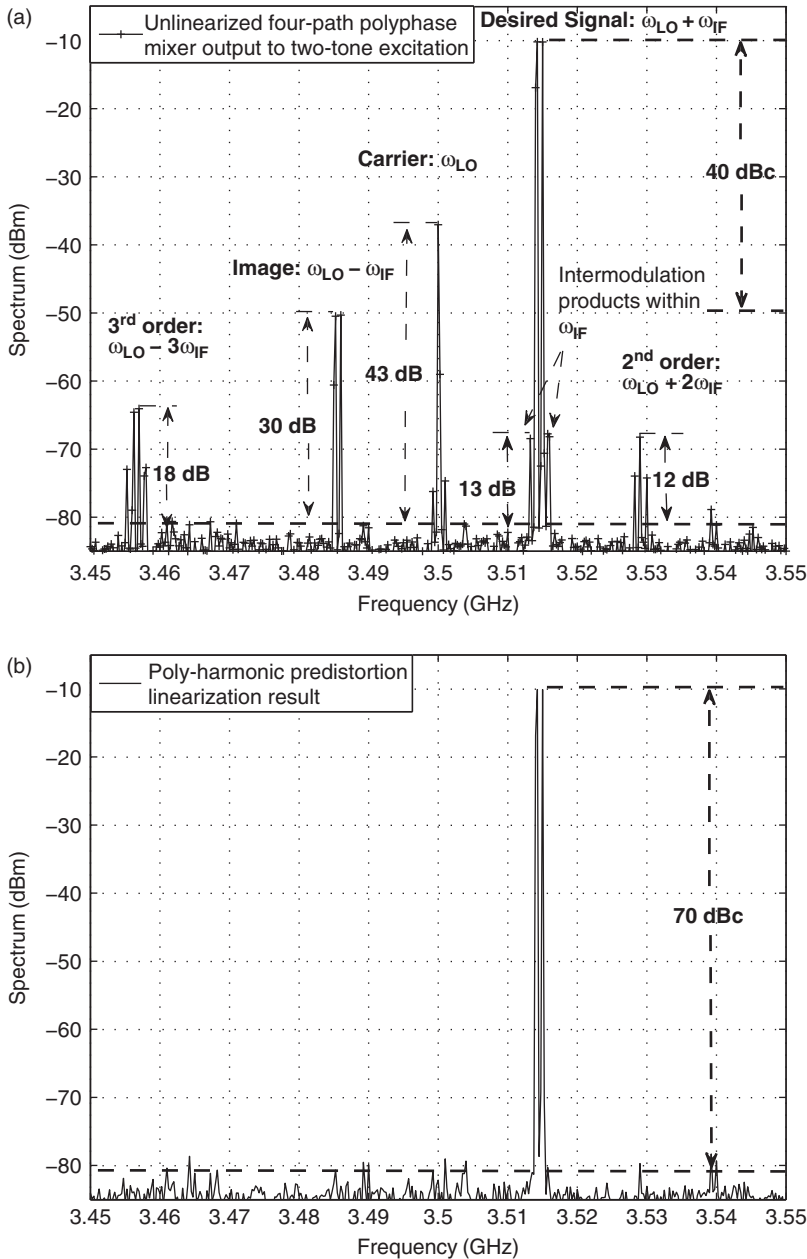 (a)
Unlinearized four-path polyphase
mixer output to two-tone excitation
Desired Signal: ωLO + ωIF
−10
−20
−30
−40
−50
−60
−70
−80
Spectrum (dBm)
40 dBc
Carrier: ωLO
Image: ωLO − ωIF
Intermodulation
products within
ωIF
3rd order:
ωLO − 3ωIF
2nd order:
ωLO + 2ωIF
43 dB
30 dB
18 dB
13 dB
12 dB
3.45 3.46 3.47 3.48 3.49 3.5 3.51 3.52 3.53 3.54 3.55
Frequency (GHz)
(b)
Poly-harmonic predistortion
linearization result
−10
−20
−30
−40
−50
−60
−70
−80
Spectrum (dBm)
70 dBc
3.45 3.46 3.47 3.48 3.49 3.5 3.51 3.52 3.53 3.54 3.55
Frequency (GHz)